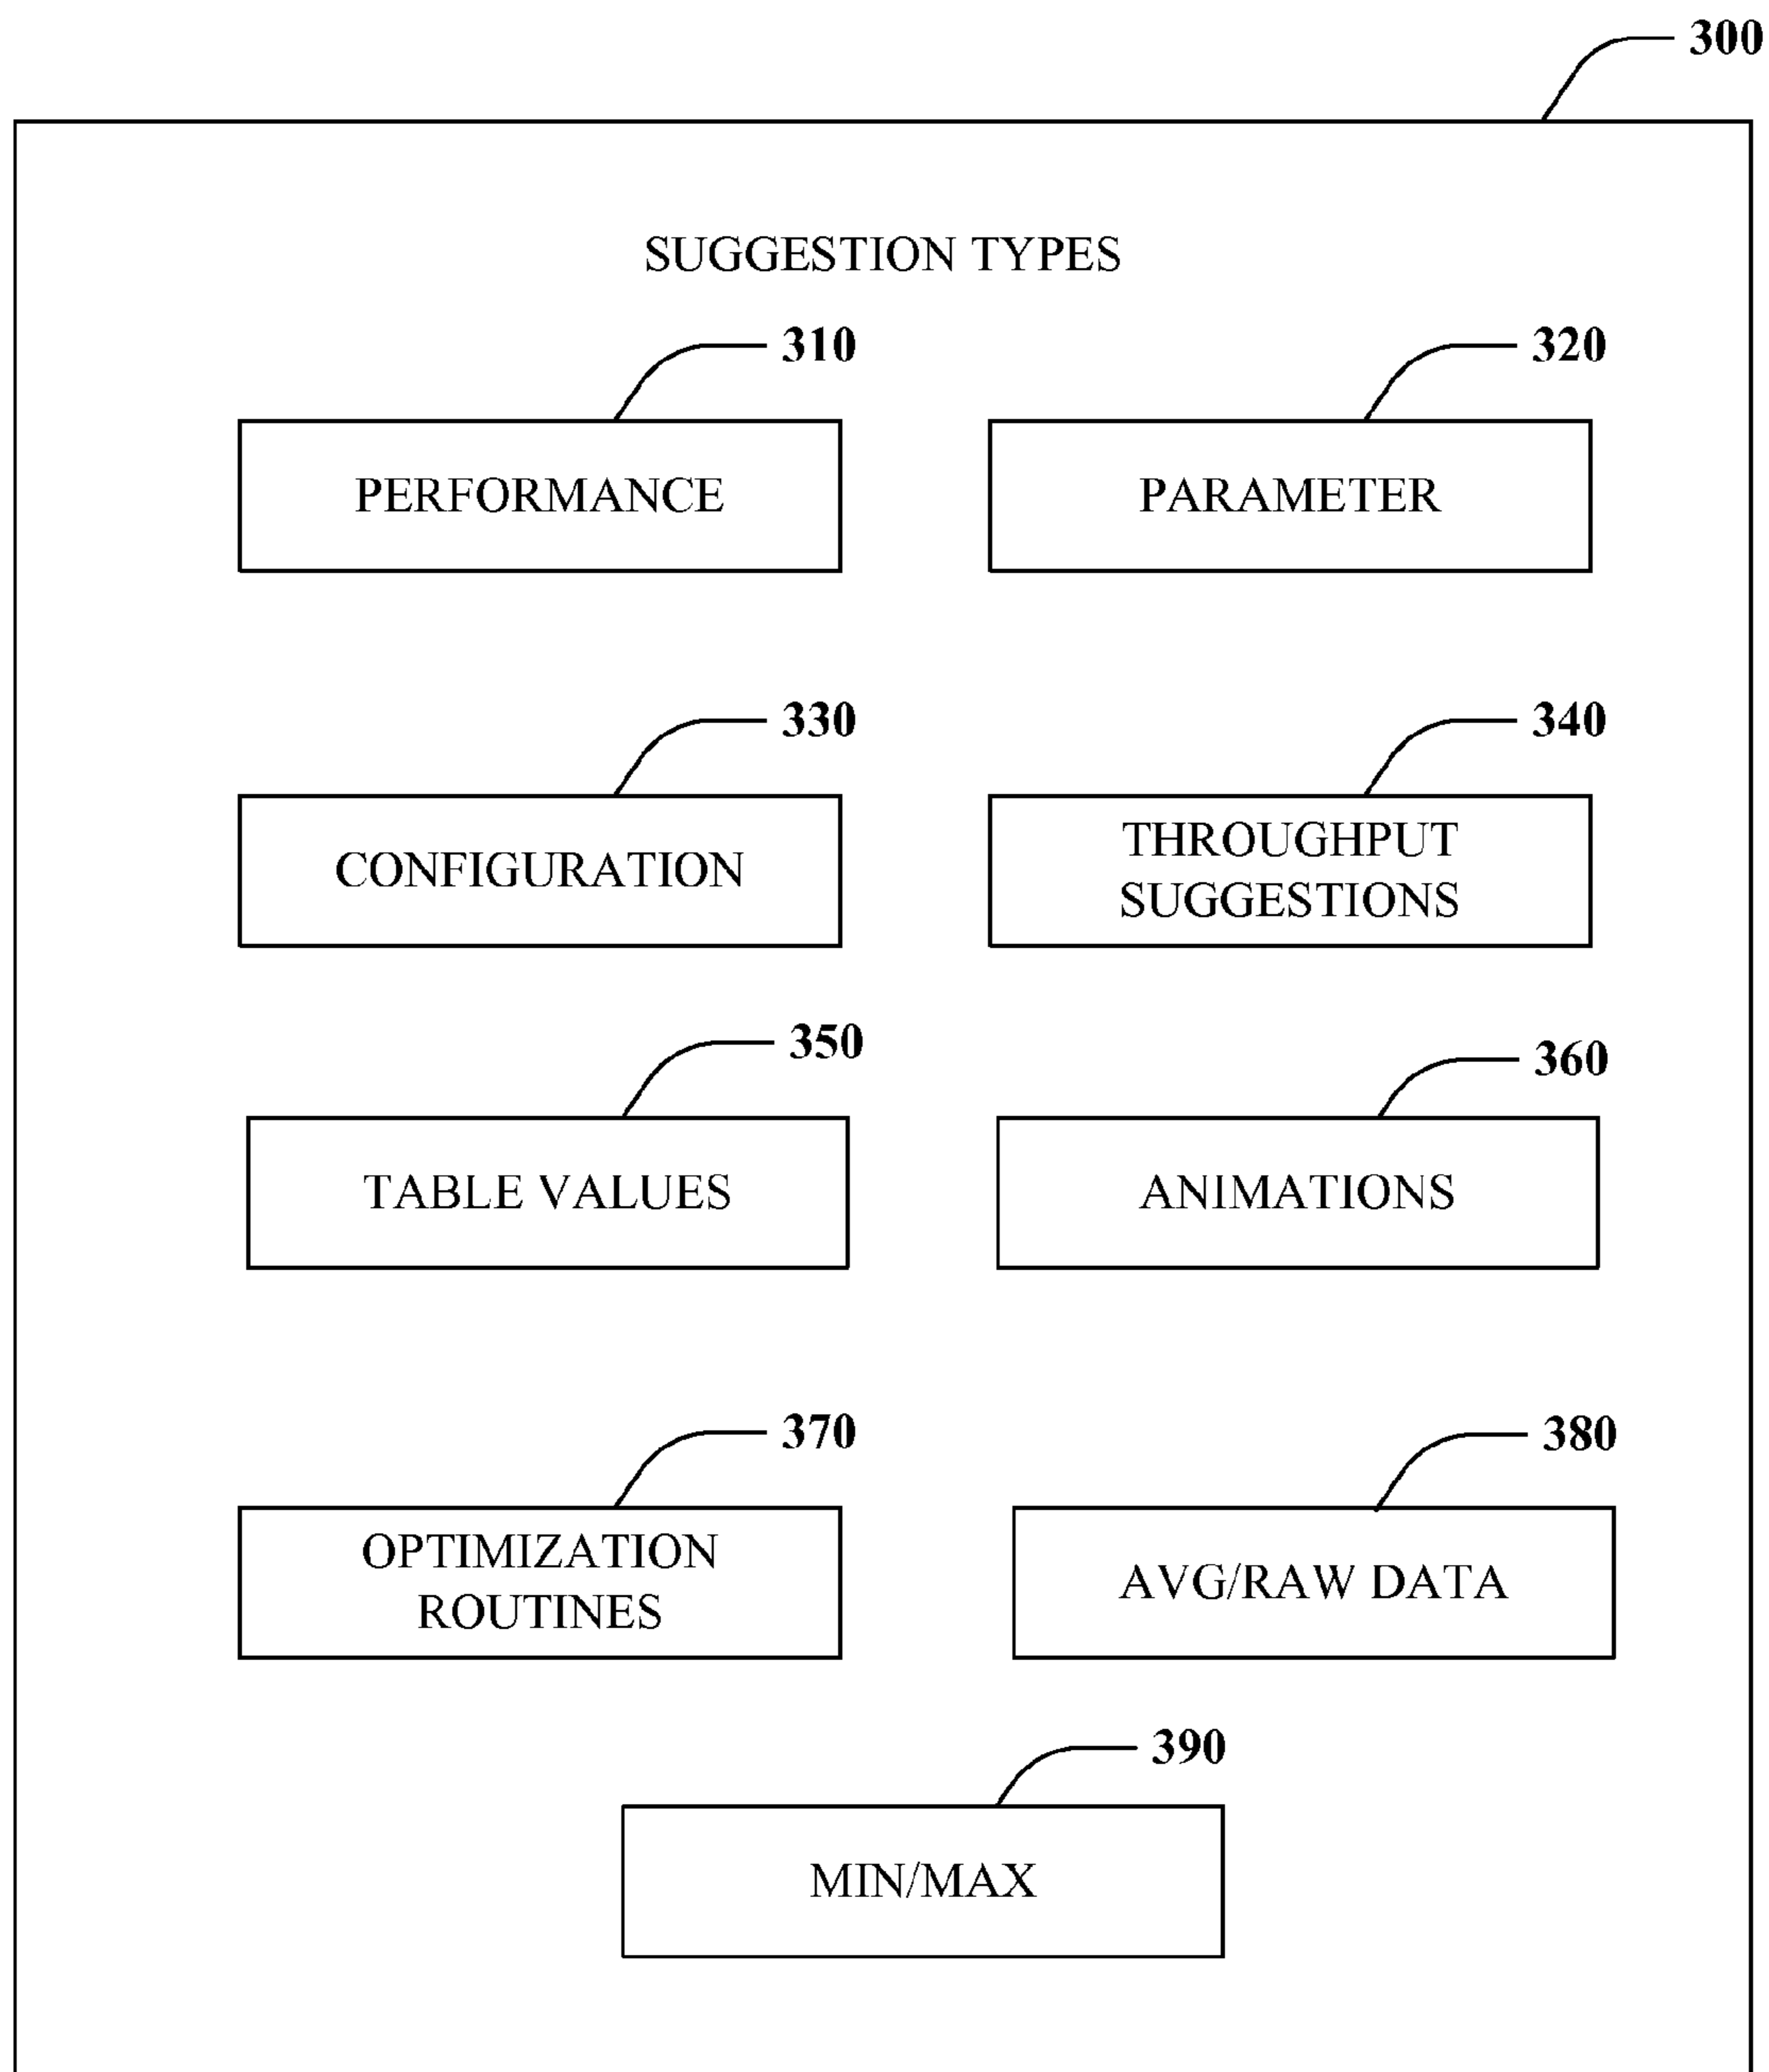 300
SUGGESTION TYPES
310
320
PERFORMANCE
PARAMETER
330
340
CONFIGURATION
THROUGHPUT
SUGGESTIONS
350
360
TABLE VALUES
ANIMATIONS
370
380
OPTIMIZATION
ROUTINES
AVG/RAW DATA
390
MIN/MAX